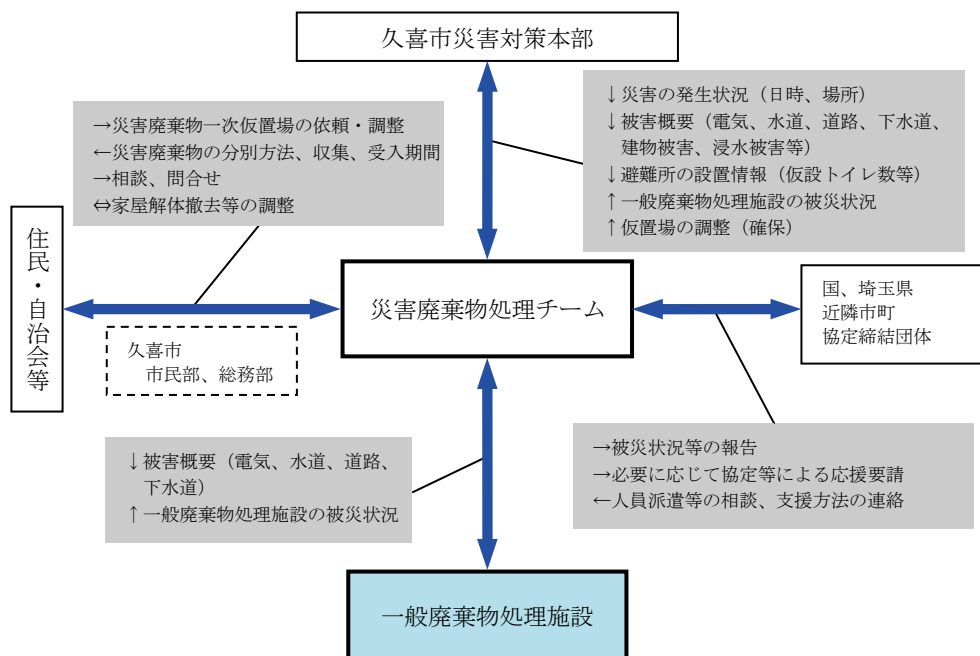 久喜市災害対策本部
→災害廃棄物一次仮置場の依頼・調整
←災害廃棄物の分別方法、収集、受入期間
→相談、問合せ
⇔家屋解体撤去等の調整
↓災害の発生状況（日時、場所）
↓被害概要（電気、水道、道路、下水道、
建物被害、浸水被害等）
↓避難所の設置情報（仮設トイレ数等）
↑一般廃棄物処理施設の被災状況
↑仮置場の調整（確保）
住民・自治会等
災害廃棄物処理チーム
国、埼玉県
近隣市町
協定締結団体
久喜市
市民部、総務部
↓被害概要（電気、水道、道路、
下水道）
↑一般廃棄物処理施設の被災状況
→被災状況等の報告
→必要に応じて協定等による応援要請
←人員派遣等の相談、支援方法の連絡
一般廃棄物処理施設